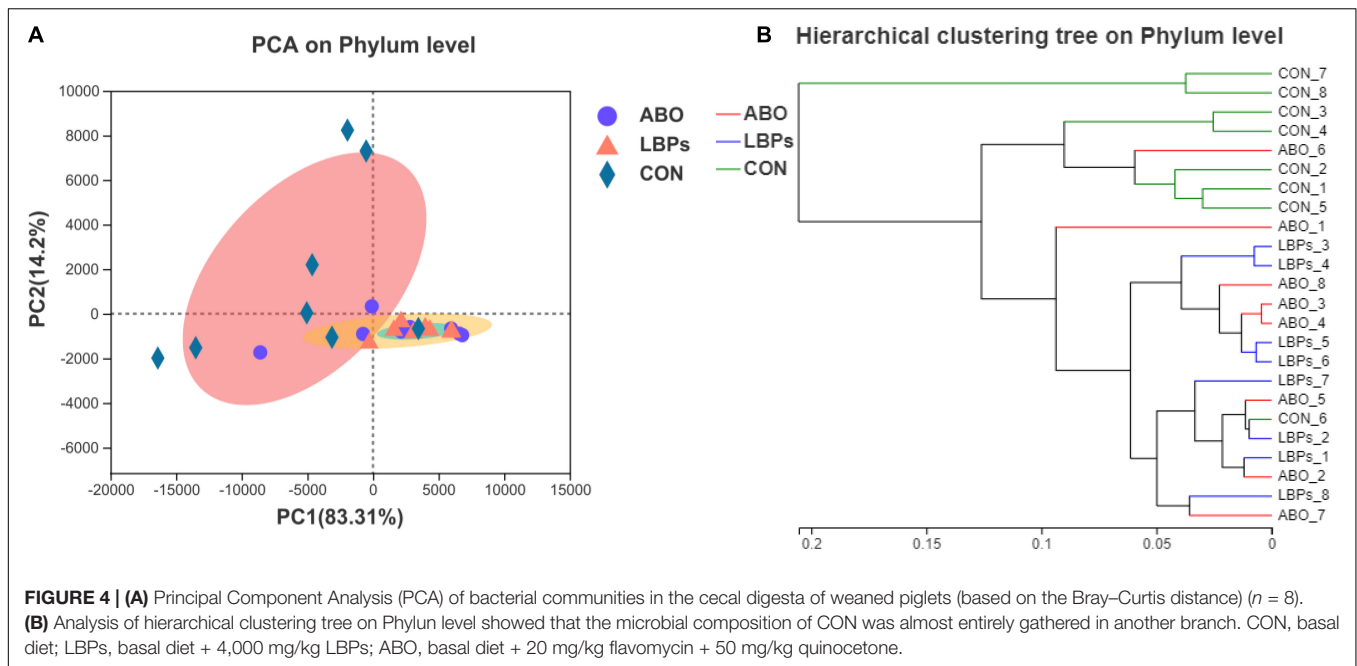 A
PCA on Phylum level
10000
8000
6000
4000
2000
0
-2000
-4000
-6000
PC2(14.2%)
-20000 -15000 -10000 -5000 0 5000 10000 15000
PC1(83.31%)
ABO
LBPs
CON
ABO
LBPs
CON
B
Hierarchical clustering tree on Phylum level
CON_7
CON_8
CON_3
CON_4
ABO_6
CON_2
CON_1
CON_5
ABO_1
LBPs_3
LBPs_4
ABO_8
ABO_3
ABO_4
LBPs_5
LBPs_6
LBPs_7
ABO_5
CON_6
LBPs_2
LBPs_1
ABO_2
LBPs_8
ABO_7
0.2 0.15 0.1 0.05 0
FIGURE 4 | (A) Principal Component Analysis (PCA) of bacterial communities in the cecal digesta of weaned piglets (based on the Bray–Curtis distance) (n = 8).
(B) Analysis of hierarchical clustering tree on Phylun level showed that the microbial composition of CON was almost entirely gathered in another branch. CON, basal
diet; LBPs, basal diet + 4,000 mg/kg LBPs; ABO, basal diet + 20 mg/kg flavomycin + 50 mg/kg quinocetone.